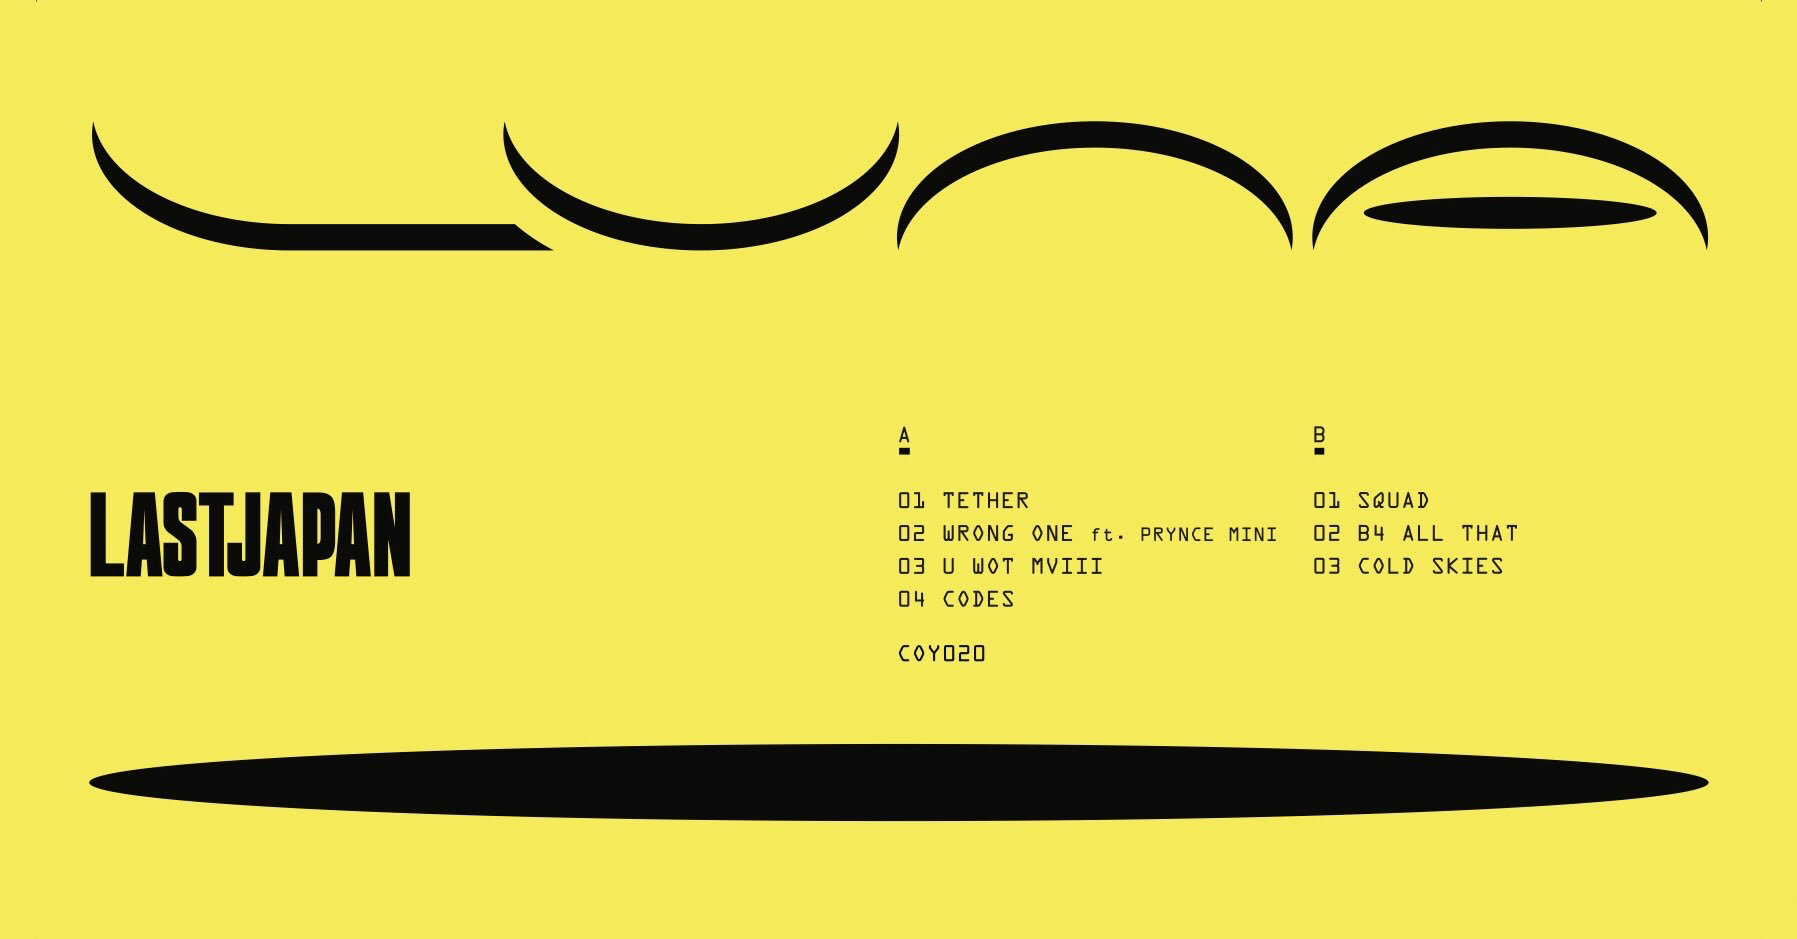 LUNA
LASTJAPAN
A
01 TETHER
02 WRONG ONE ft. PRYNCE MINI
03 U WOT MVIII
04 CODES
COY020
B
01 SQUAD
02 B4 ALL THAT
03 COLD SKIES